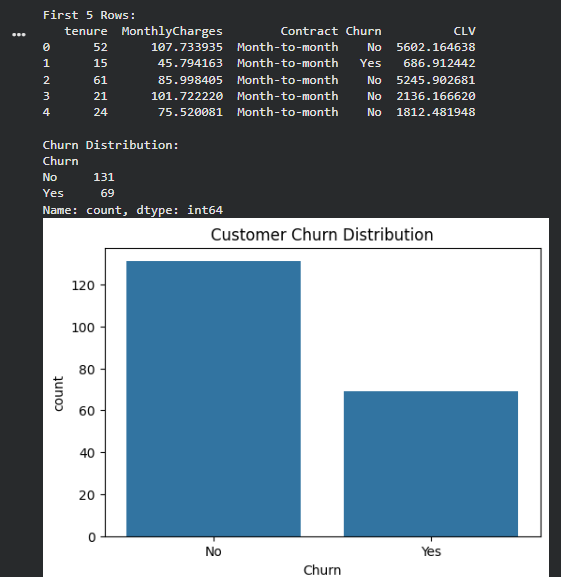 First 5 Rows:
   tenure  MonthlyCharges        Contract Churn          CLV
0      52      107.733935  Month-to-month    No  5602.164638
1      15       45.794163  Month-to-month   Yes   686.912442
2      61       85.998405  Month-to-month    No  5245.902681
3      21      101.722220  Month-to-month    No  2136.166620
4      24       75.520081  Month-to-month    No  1812.481948
Churn Distribution:
Churn
No     131
Yes     69
Name: count, dtype: int64
Customer Churn Distribution
120
100
80
60
40
20
0
count
No Yes
Churn